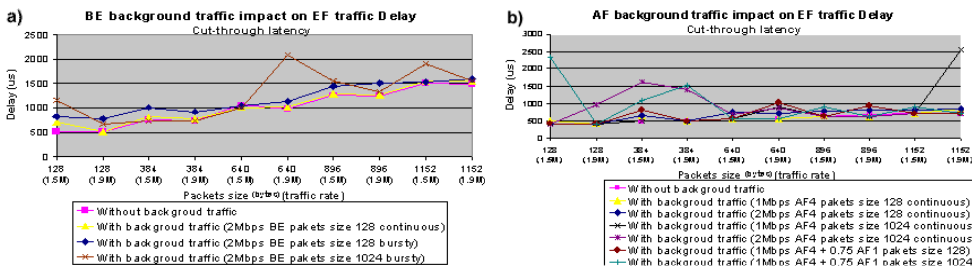 a)
BE background traffic impact on EF traffic Delay
Cut-through latency
Delay (us)
2500
2000
1500
1000
500
0
128 (1.5M)
128 (1.9M)
384 (1.5M)
384 (1.9M)
640 (1.5M)
640 (1.9M)
896 (1.5M)
896 (1.9M)
1152 (1.5M)
1152 (1.9M)
Packets size (bytes) (traffic rate)
Without backgroud traffic
With backgroud traffic (2Mbps BE pakets size 128 continuous)
With backgroud traffic (2Mbps BE pakets size 128 bursty)
With backgroud traffic (2Mbps BE pakets size 1024 bursty)
b)
AF background traffic impact on EF Traffic Delay
Cut-through latency
Delay (us)
3000
2500
2000
1500
1000
500
0
128 (1.5M)
128 (1.9M)
384 (1.5M)
384 (1.9M)
640 (1.5M)
640 (1.9M)
896 (1.5M)
896 (1.9M)
1152 (1.5M)
1152 (1.9M)
Packets size (bytes) (traffic rate)
Without backgroud traffic
With backgroud traffic (1Mbps AF4 pakets size 128 continuous)
With backgroud traffic (2Mbps AF4 pakets size 128 continuous)
With backgroud traffic (1Mbps AF4 pakets size 1024 continuous)
With backgroud traffic (2Mbps AF4 pakets size 1024 continuous)
With backgroud traffic (1Mbps AF4 + 0.75 AF1 pakets size 128)
With backgroud traffic (1Mbps AF4 + 0.75 AF1 pakets size 1024)